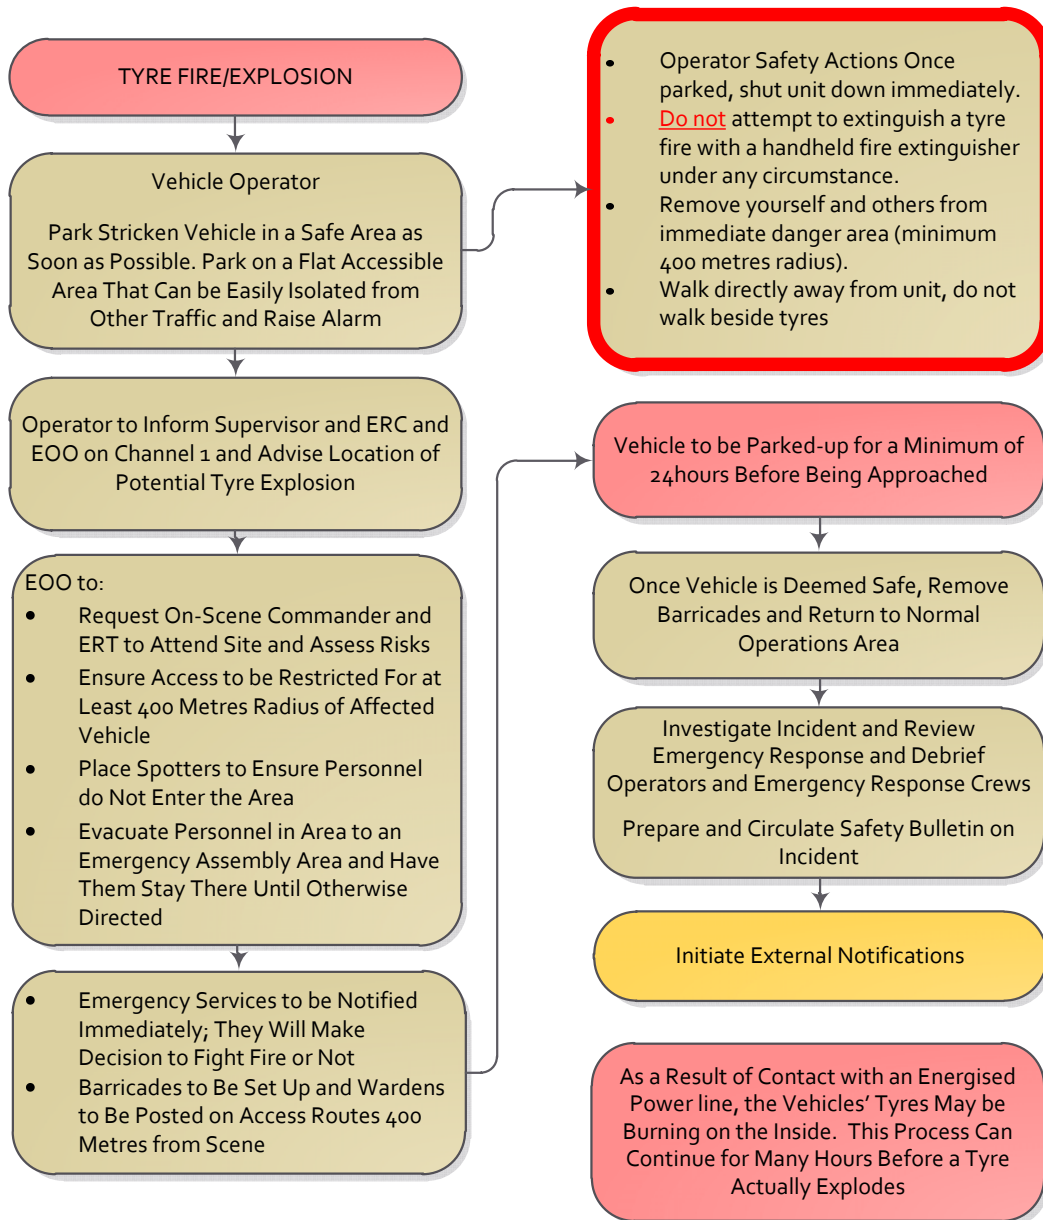 TYRE FIRE/EXPLOSION
Vehicle Operator
Park Stricken Vehicle in a Safe Area as
Soon as Possible. Park on a Flat Accessible
Area That Can be Easily Isolated from
Other Traffic and Raise Alarm
• Operator Safety Actions Once
parked, shut unit down immediately.
• Do not attempt to extinguish a tyre
fire with a handheld fire extinguisher
under any circumstance.
• Remove yourself and others from
immediate danger area (minimum
400 metres radius).
• Walk directly away from unit, do not
walk beside tyres
Operator to Inform Supervisor and ERC and
EOO on Channel 1 and Advise Location of
Potential Tyre Explosion
EOO to:
• Request On-Scene Commander and
ERT to Attend Site and Assess Risks
• Ensure Access to be Restricted For at
Least 400 Metres Radius of Affected
Vehicle
• Place Spotters to Ensure Personnel
do Not Enter the Area
• Evacuate Personnel in Area to an
Emergency Assembly Area and Have
Them Stay There Until Otherwise
Directed
• Emergency Services to be Notified
Immediately; They Will Make
Decision to Fight Fire or Not
• Barricades to Be Set Up and Wardens
to Be Posted on Access Routes 400
Metres from Scene
Vehicle to be Parked-up for a Minimum of
24hours Before Being Approached
Once Vehicle is Deemed Safe, Remove
Barricades and Return to Normal
Operations Area
Investigate Incident and Review
Emergency Response and Debrief
Operators and Emergency Response Crews
Prepare and Circulate Safety Bulletin on
Incident
Initiate External Notifications
As a Result of Contact with an Energised
Power line, the Vehicles' Tyres May be
Burning on the Inside. This Process Can
Continue for Many Hours Before a Tyre
Actually Explodes